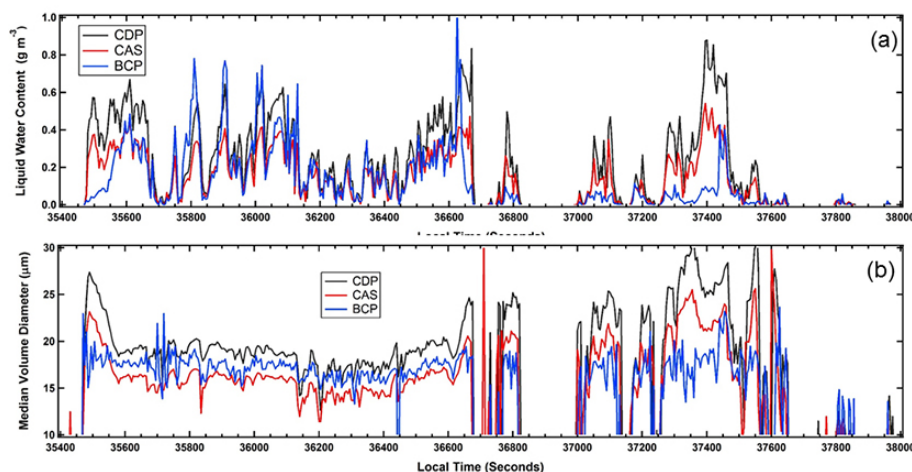 1.0
0.8
0.6
0.4
0.2
0.0
Liquid Water Content (g m⁻³)
CDP
CAS
BCP
(a)
35400 35600 35800 36000 36200 36400 36600 36800 37000 37200 37400 37600 37800 38000
Local Time (Seconds)
30
25
20
15
10
Median Volume Diameter (µm)
CDP
CAS
BCP
(b)
35400 35600 35800 36000 36200 36400 36600 36800 37000 37200 37400 37600 37800 38000
Local Time (Seconds)